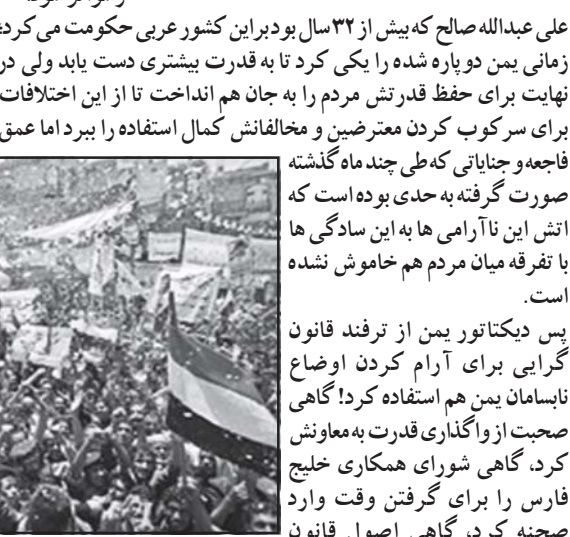 علی عبدالله صالح که بیش از ۳۲ سال بود براین کشور عربی حکومت می کرد؛
زمانی یمن دوپاره شده را یکی کرد تا به قدرت بیشتری دست یابد ولی در
نهایت برای حفظ قدرتش مردم را به جان هم انداخت تا از این اختلافات
برای سرکوب کردن معترضین و مخالفانش کمال استفاده را ببرد اما عمق
فاجعه و جنایاتی که طی چند ماه گذشته
صورت گرفته به حدی بوده است که
اتش این ناآرامی ها به این سادگی ها
با تفرقه میان مردم هم خاموش نشده
است.
پس دیکتاتور یمن از ترفند قانون
گرایی برای آرام کردن اوضاع
نابسامان یمن هم استفاده کرد! گاهی
صحبت از واگذاری قدرت به معاونش
کرد، گاهی شورای همکاری خلیج
فارس را برای گرفتن وقت وارد
صحنه کرد، گاهی اصول قانون